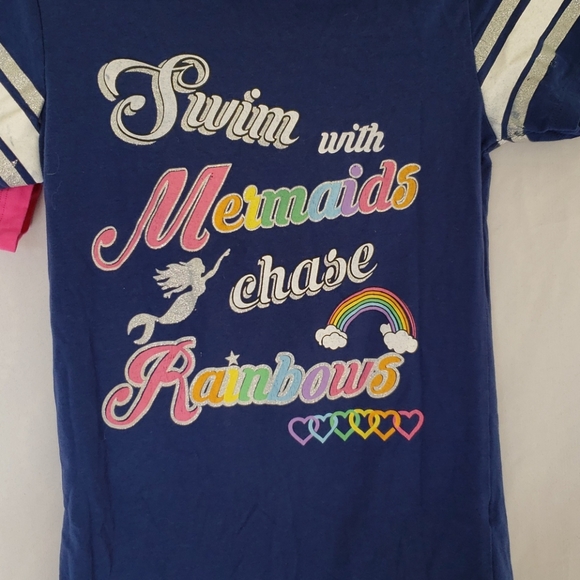 Swim with
Mermaids
chase
Rainbows